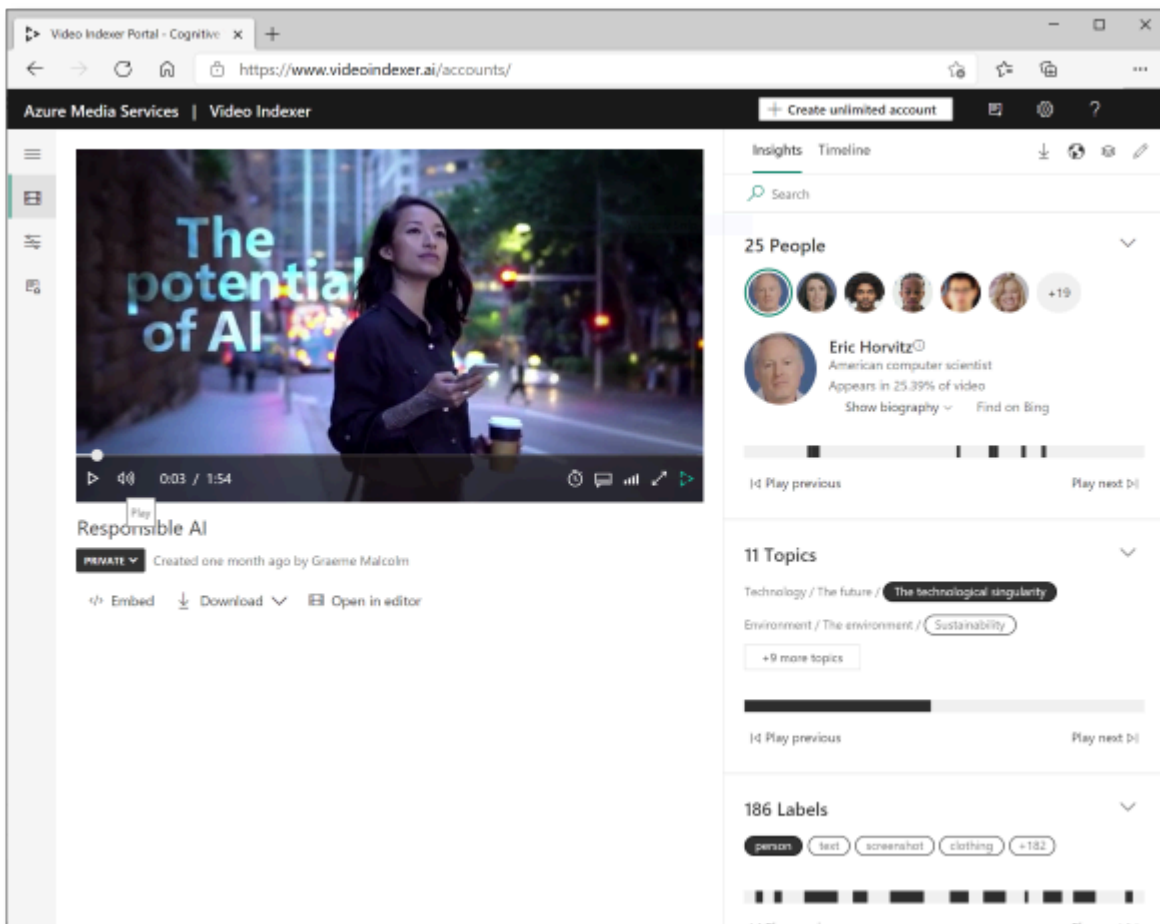 Video Indexer Portal - Cognitive
https://www.videoindexer.ai/accounts/
Azure Media Services | Video Indexer
Create unlimited account
?
Insights Timeline
Search
The
potential
of AI
25 People
+19
Eric Horvitz
American computer scientist
Appears in 25.39% of video
Show biography Find on Bing
0:03 / 1:54
Play previous Play next
Play
Responsible AI
PRIVATE Created one month ago by Graeme Malcolm
Embed Download Open in editor
11 Topics
Technology / The future / The technological singularity
Environment / The environment / Sustainability
+9 more topics
Play previous Play next
186 Labels
person text screenshot clothing +182